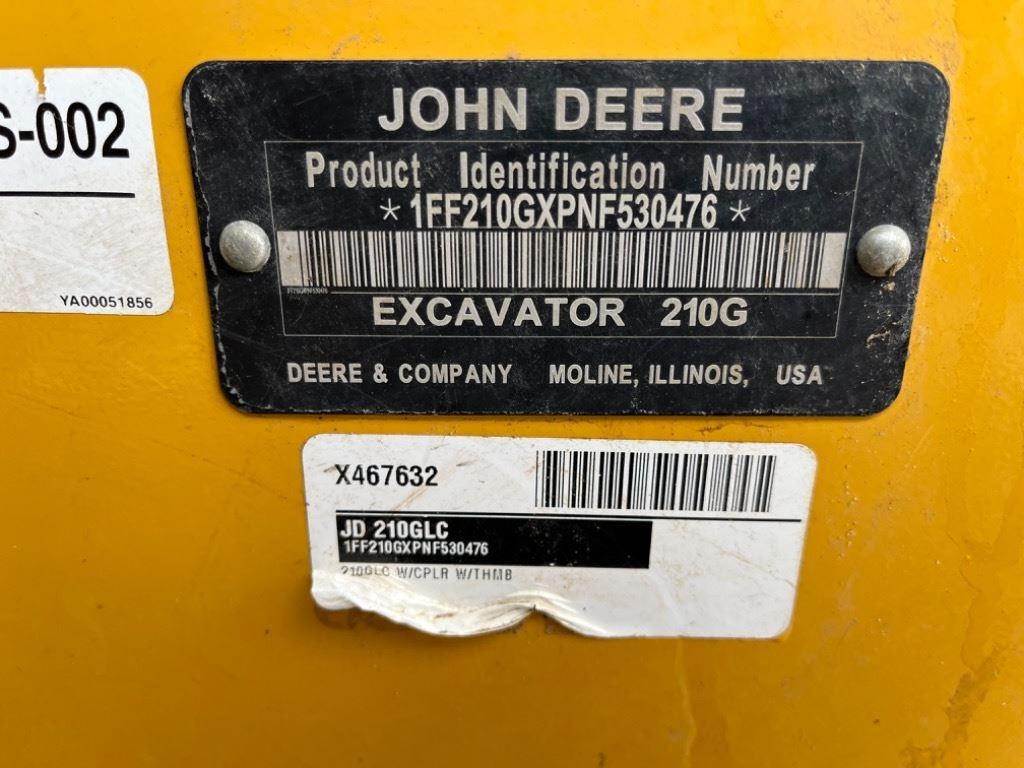 S-002
YA00051856
JOHN DEERE
Product Identification Number
*1FF210GXPNF530476*
EXCAVATOR 210G
DEERE & COMPANY MOLINE, ILLINOIS, USA
X467632
JD 210GLC
1FF210GXPNF530476
210GLC W/CPLR W/THMB